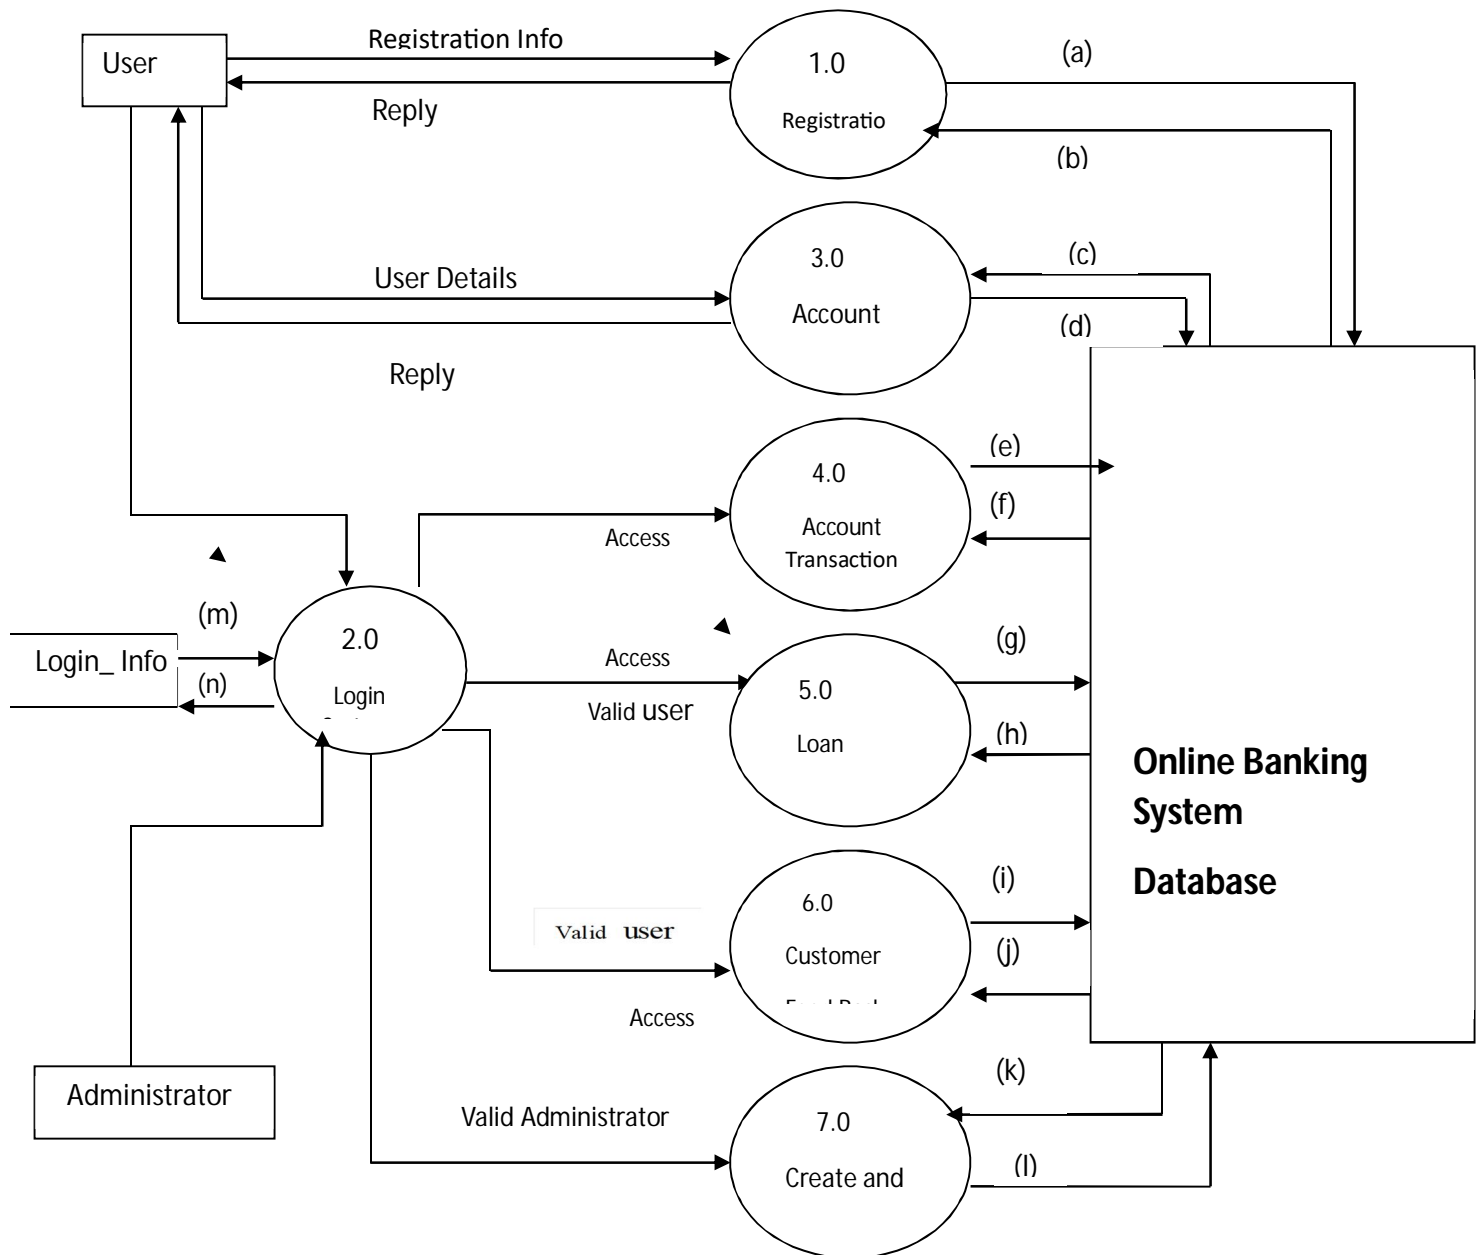 Registration Info
User
1.0
(a)
Reply
Registratio
(b)
3.0
(c)
User Details
Account
(d)
Reply
(e)
4.0
(f)
Account
Transaction
Access
(m)
2.0
(g)
Login_ Info
Access
(n)
Login
5.0
Valid user
Loan
(h)
Online Banking
System
Database
(i)
6.0
Valid user
Customer
(j)
Access
(k)
Administrator
Valid Administrator
7.0
(l)
Create and